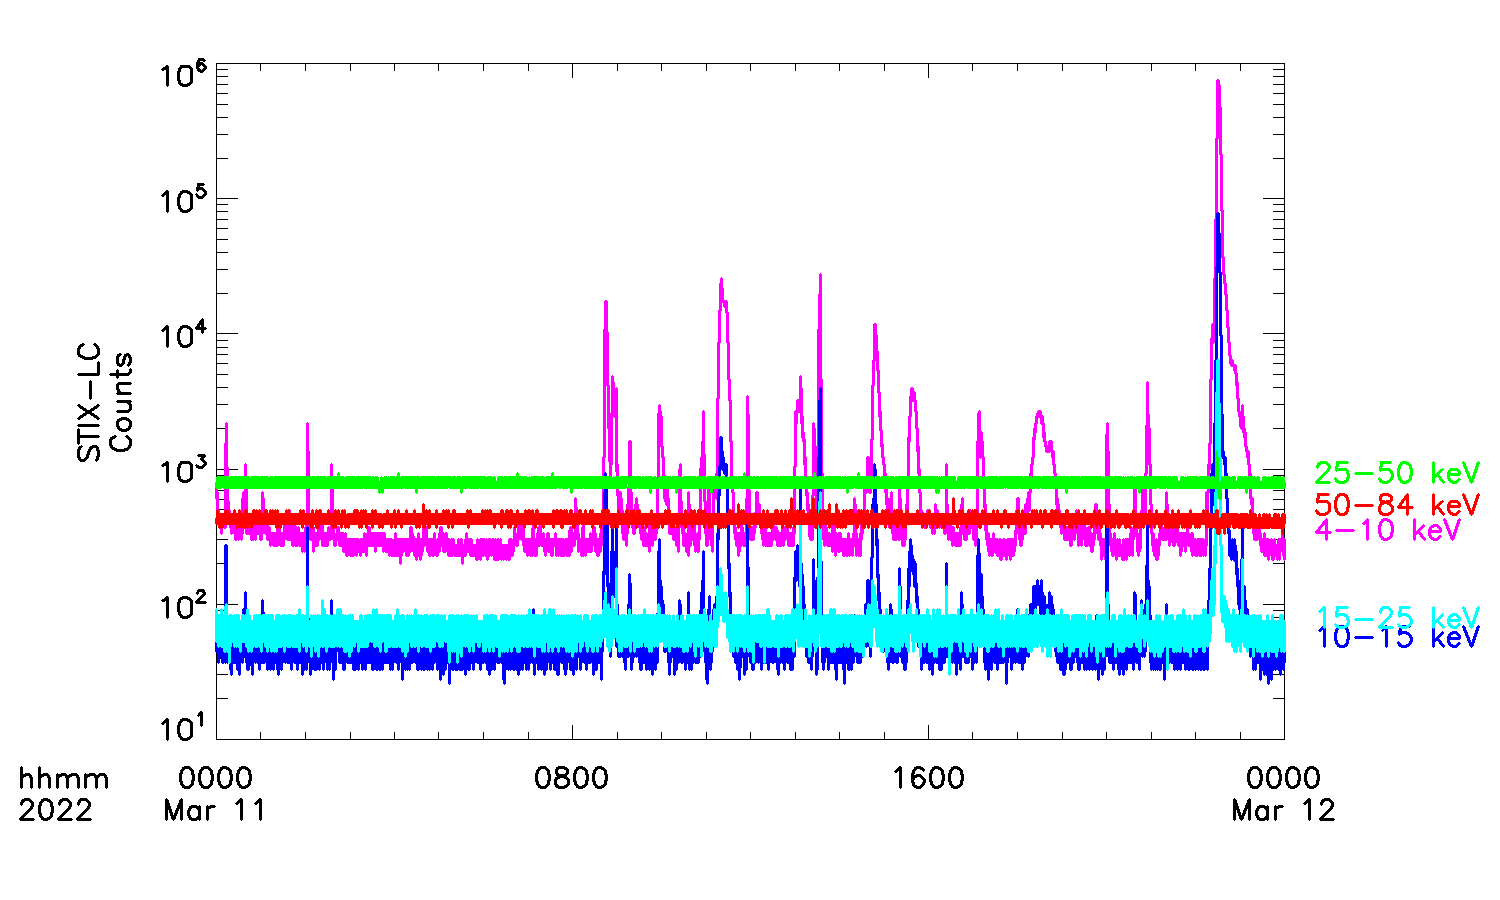 10⁶
10⁵
10⁴
10³
10²
10¹
STIX-LC
Counts
25-50 keV
50-84 keV
4-10 keV
15-25 keV
10-15 keV
hhmm 0000 0800 1600 0000
2022 Mar 11 Mar 12